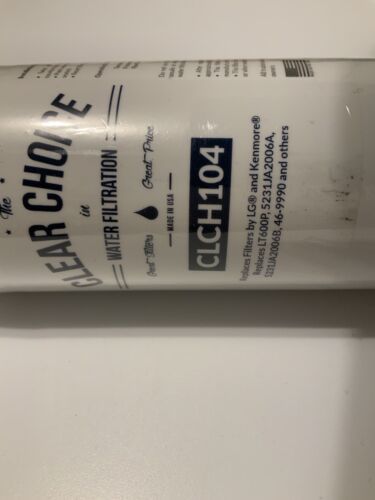 The
CLEAR CHOICE
in
WATER FILTRATION
Great Filters Great Price
MADE IN USA
CLCH104
Replaces Filters by LG® and Kenmore®
Replaces LT600P, 5231JA2006A,
5231JA2006B, 46-9990 and others